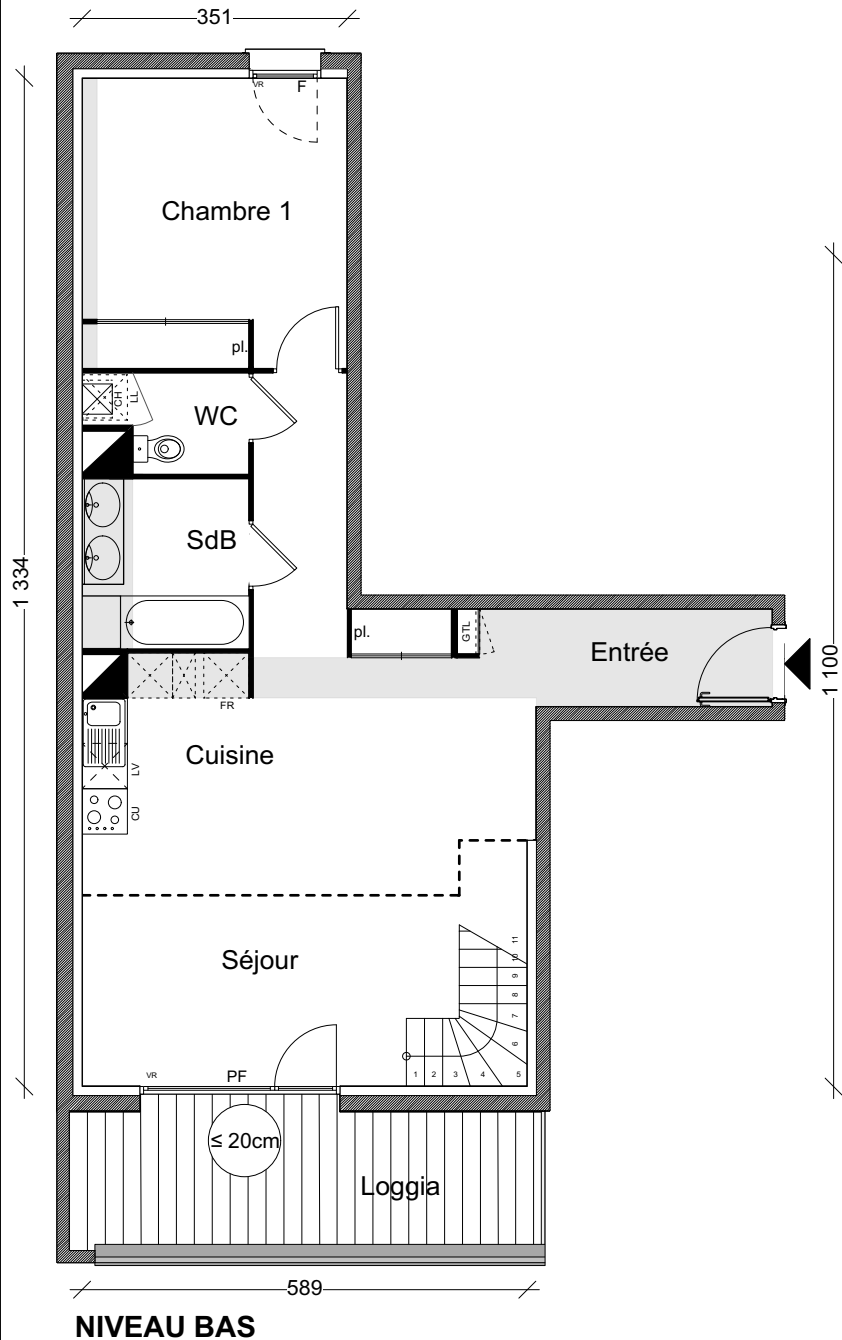 351
VR
F
Chambre 1
pl.
CH
LL
WC
SdB
1 334
1 100
pl.
GTL
Entrée
FR
Cuisine
LV
CU
Séjour
11
10
9
8
7
6
1 2 3 4 5
VR
PF
≤ 20cm
Loggia
589
NIVEAU BAS